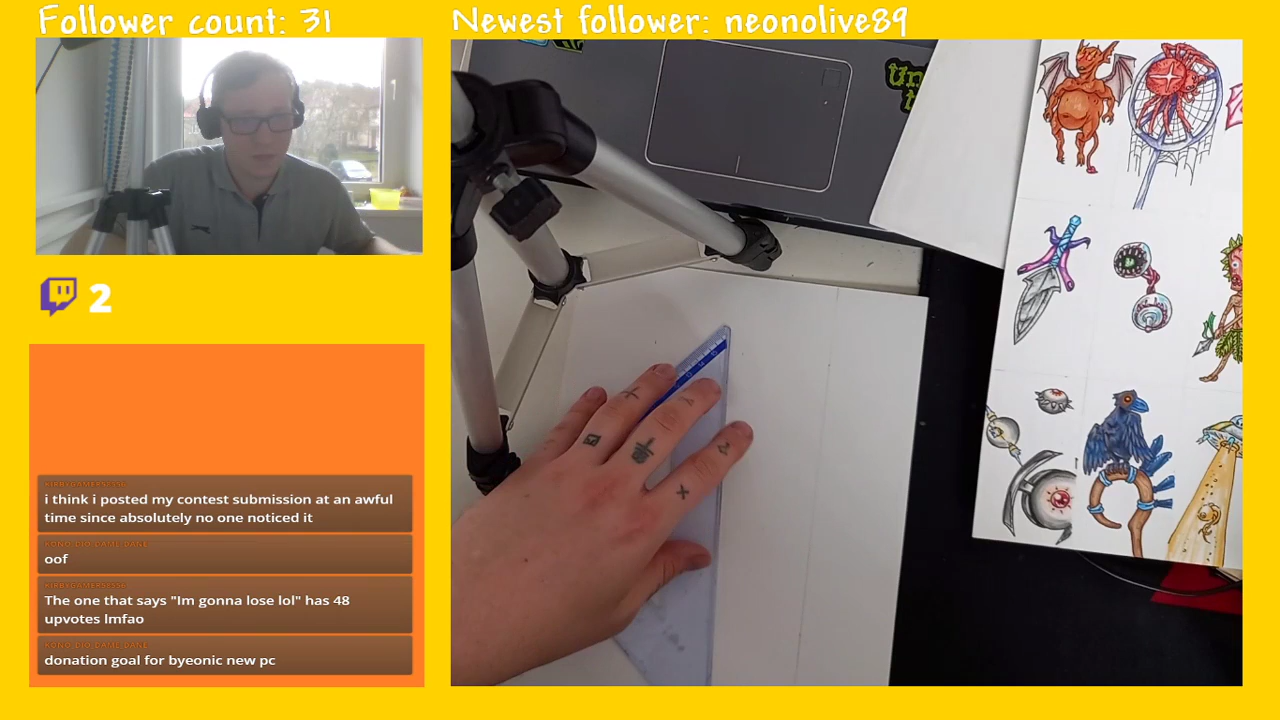 Follower count: 31
Newest follower: neonolive89
2
i think i posted my contest submission at an awful
time since absolutely no one noticed it
oof
The one that says "Im gonna lose lol" has 48
upvotes lmfao
donation goal for byeonic new pc